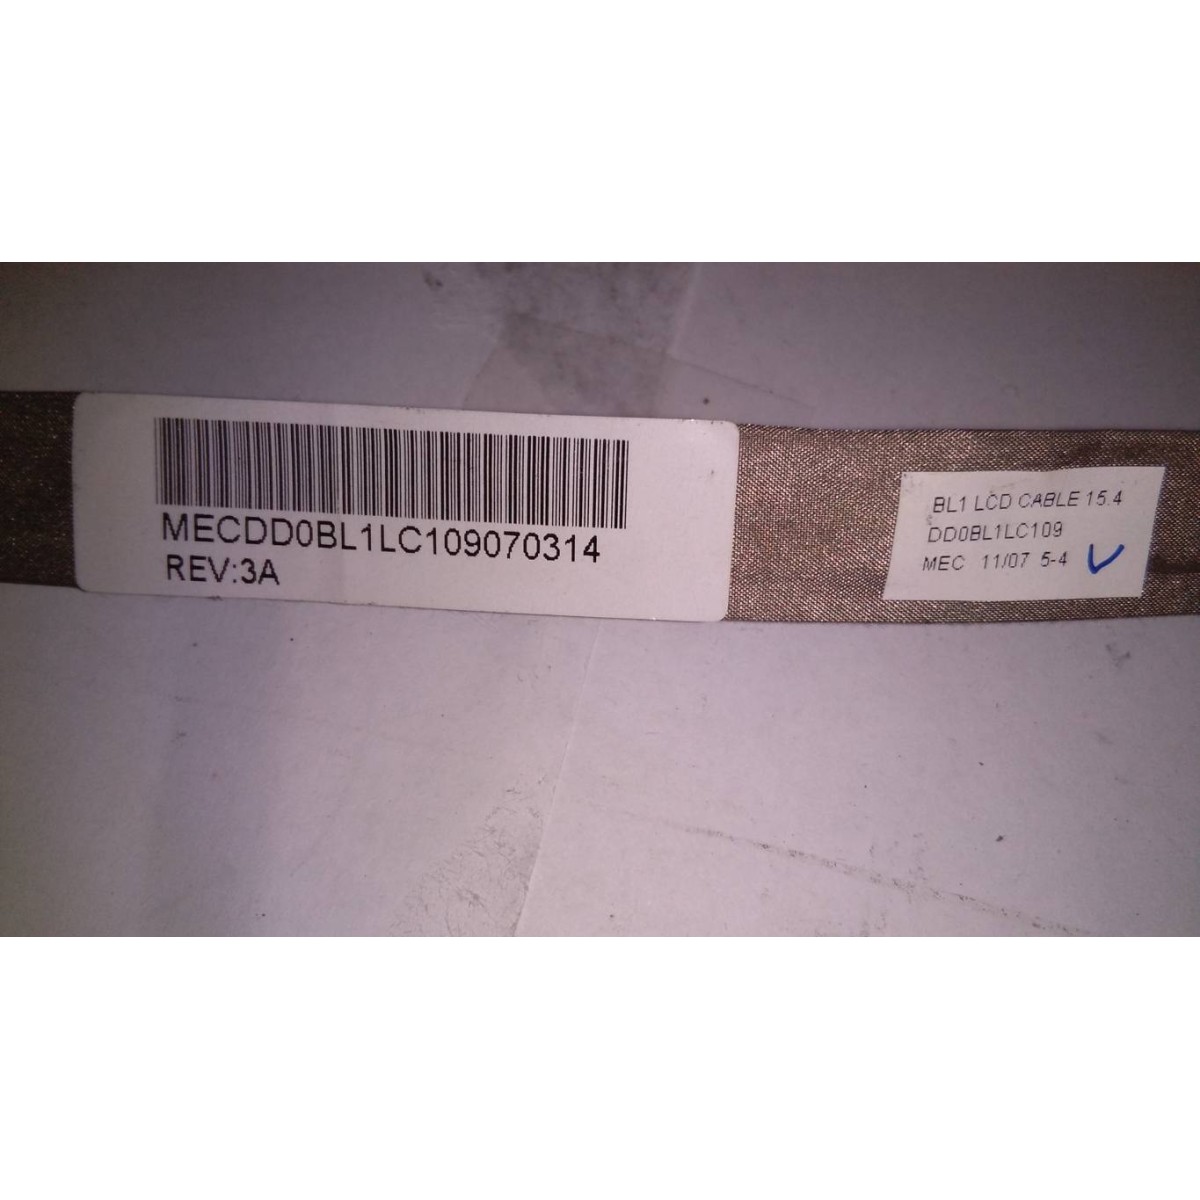 MECDD0BL1LC109070314
REV:3A
BL1 LCD CABLE 15.4
DD0BL1LC109
MEC 11/07 5-4